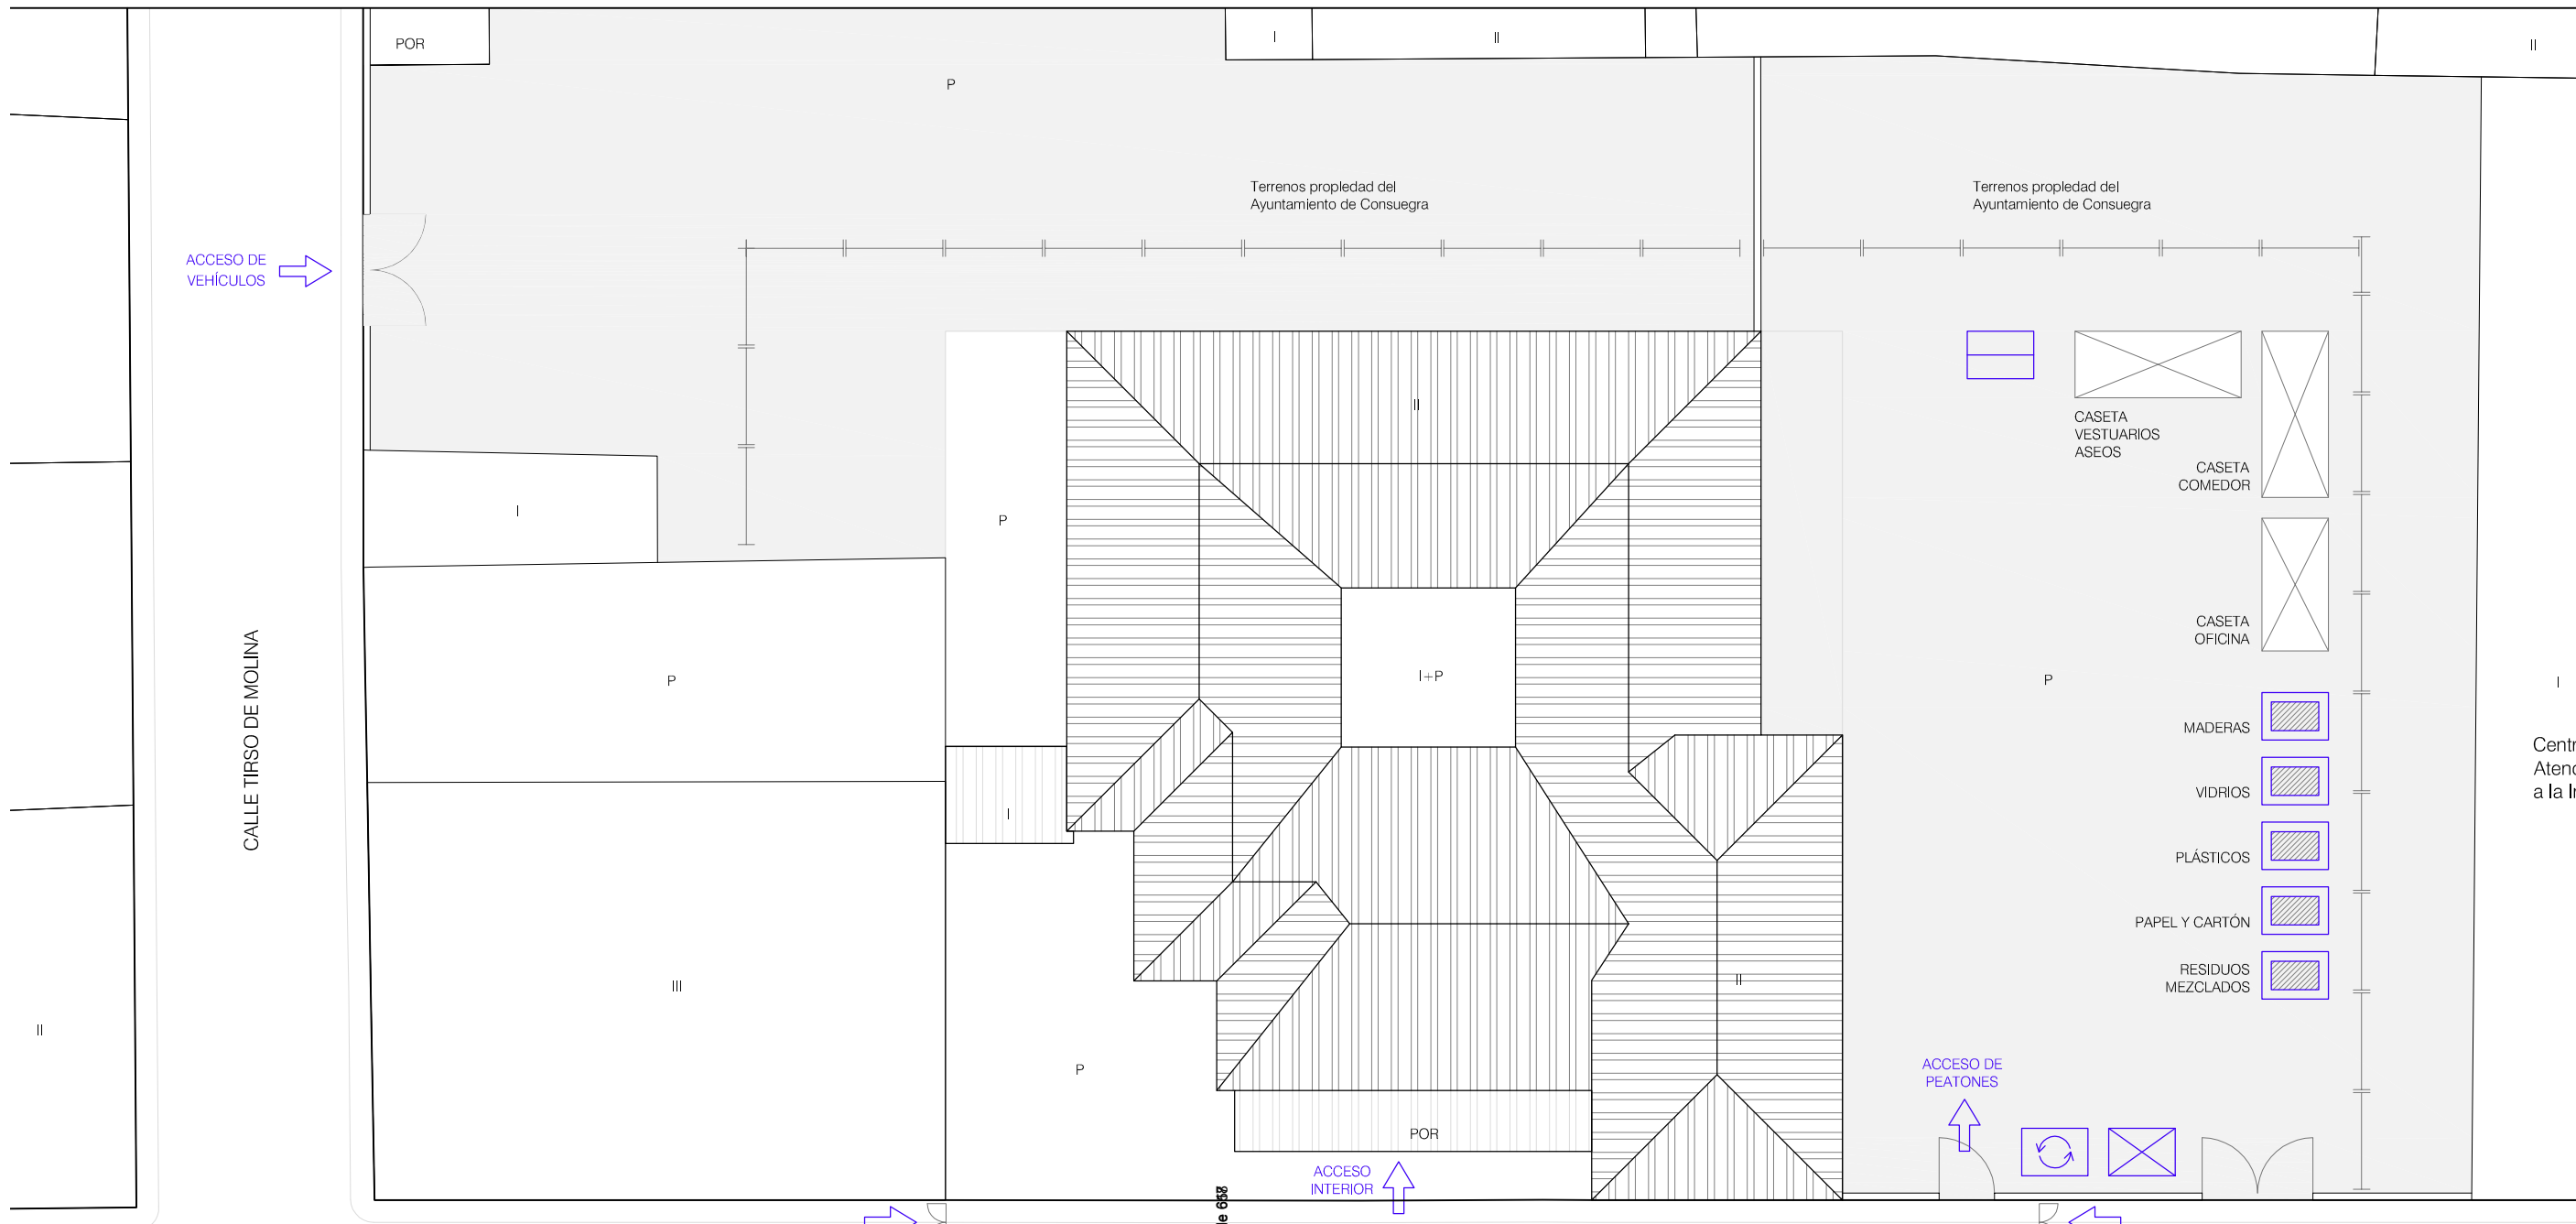 POR
I
II
II
P
Terrenos propiedad del
Ayuntamiento de Consuegra
Terrenos propiedad del
Ayuntamiento de Consuegra
ACCESO DE
VEHÍCULOS
II
CASETA
VESTUARIOS
ASEOS
CASETA
COMEDOR
I
P
CASETA
OFICINA
CALLE TIRSO DE MOLINA
P
I+P
P
I
MADERAS
VIDRIOS
a la
I
PLÁSTICOS
PAPEL Y CARTÓN
RESIDUOS
MEZCLADOS
III
II
II
P
ACCESO DE
PEATONES
POR
ACCESO
INTERIOR